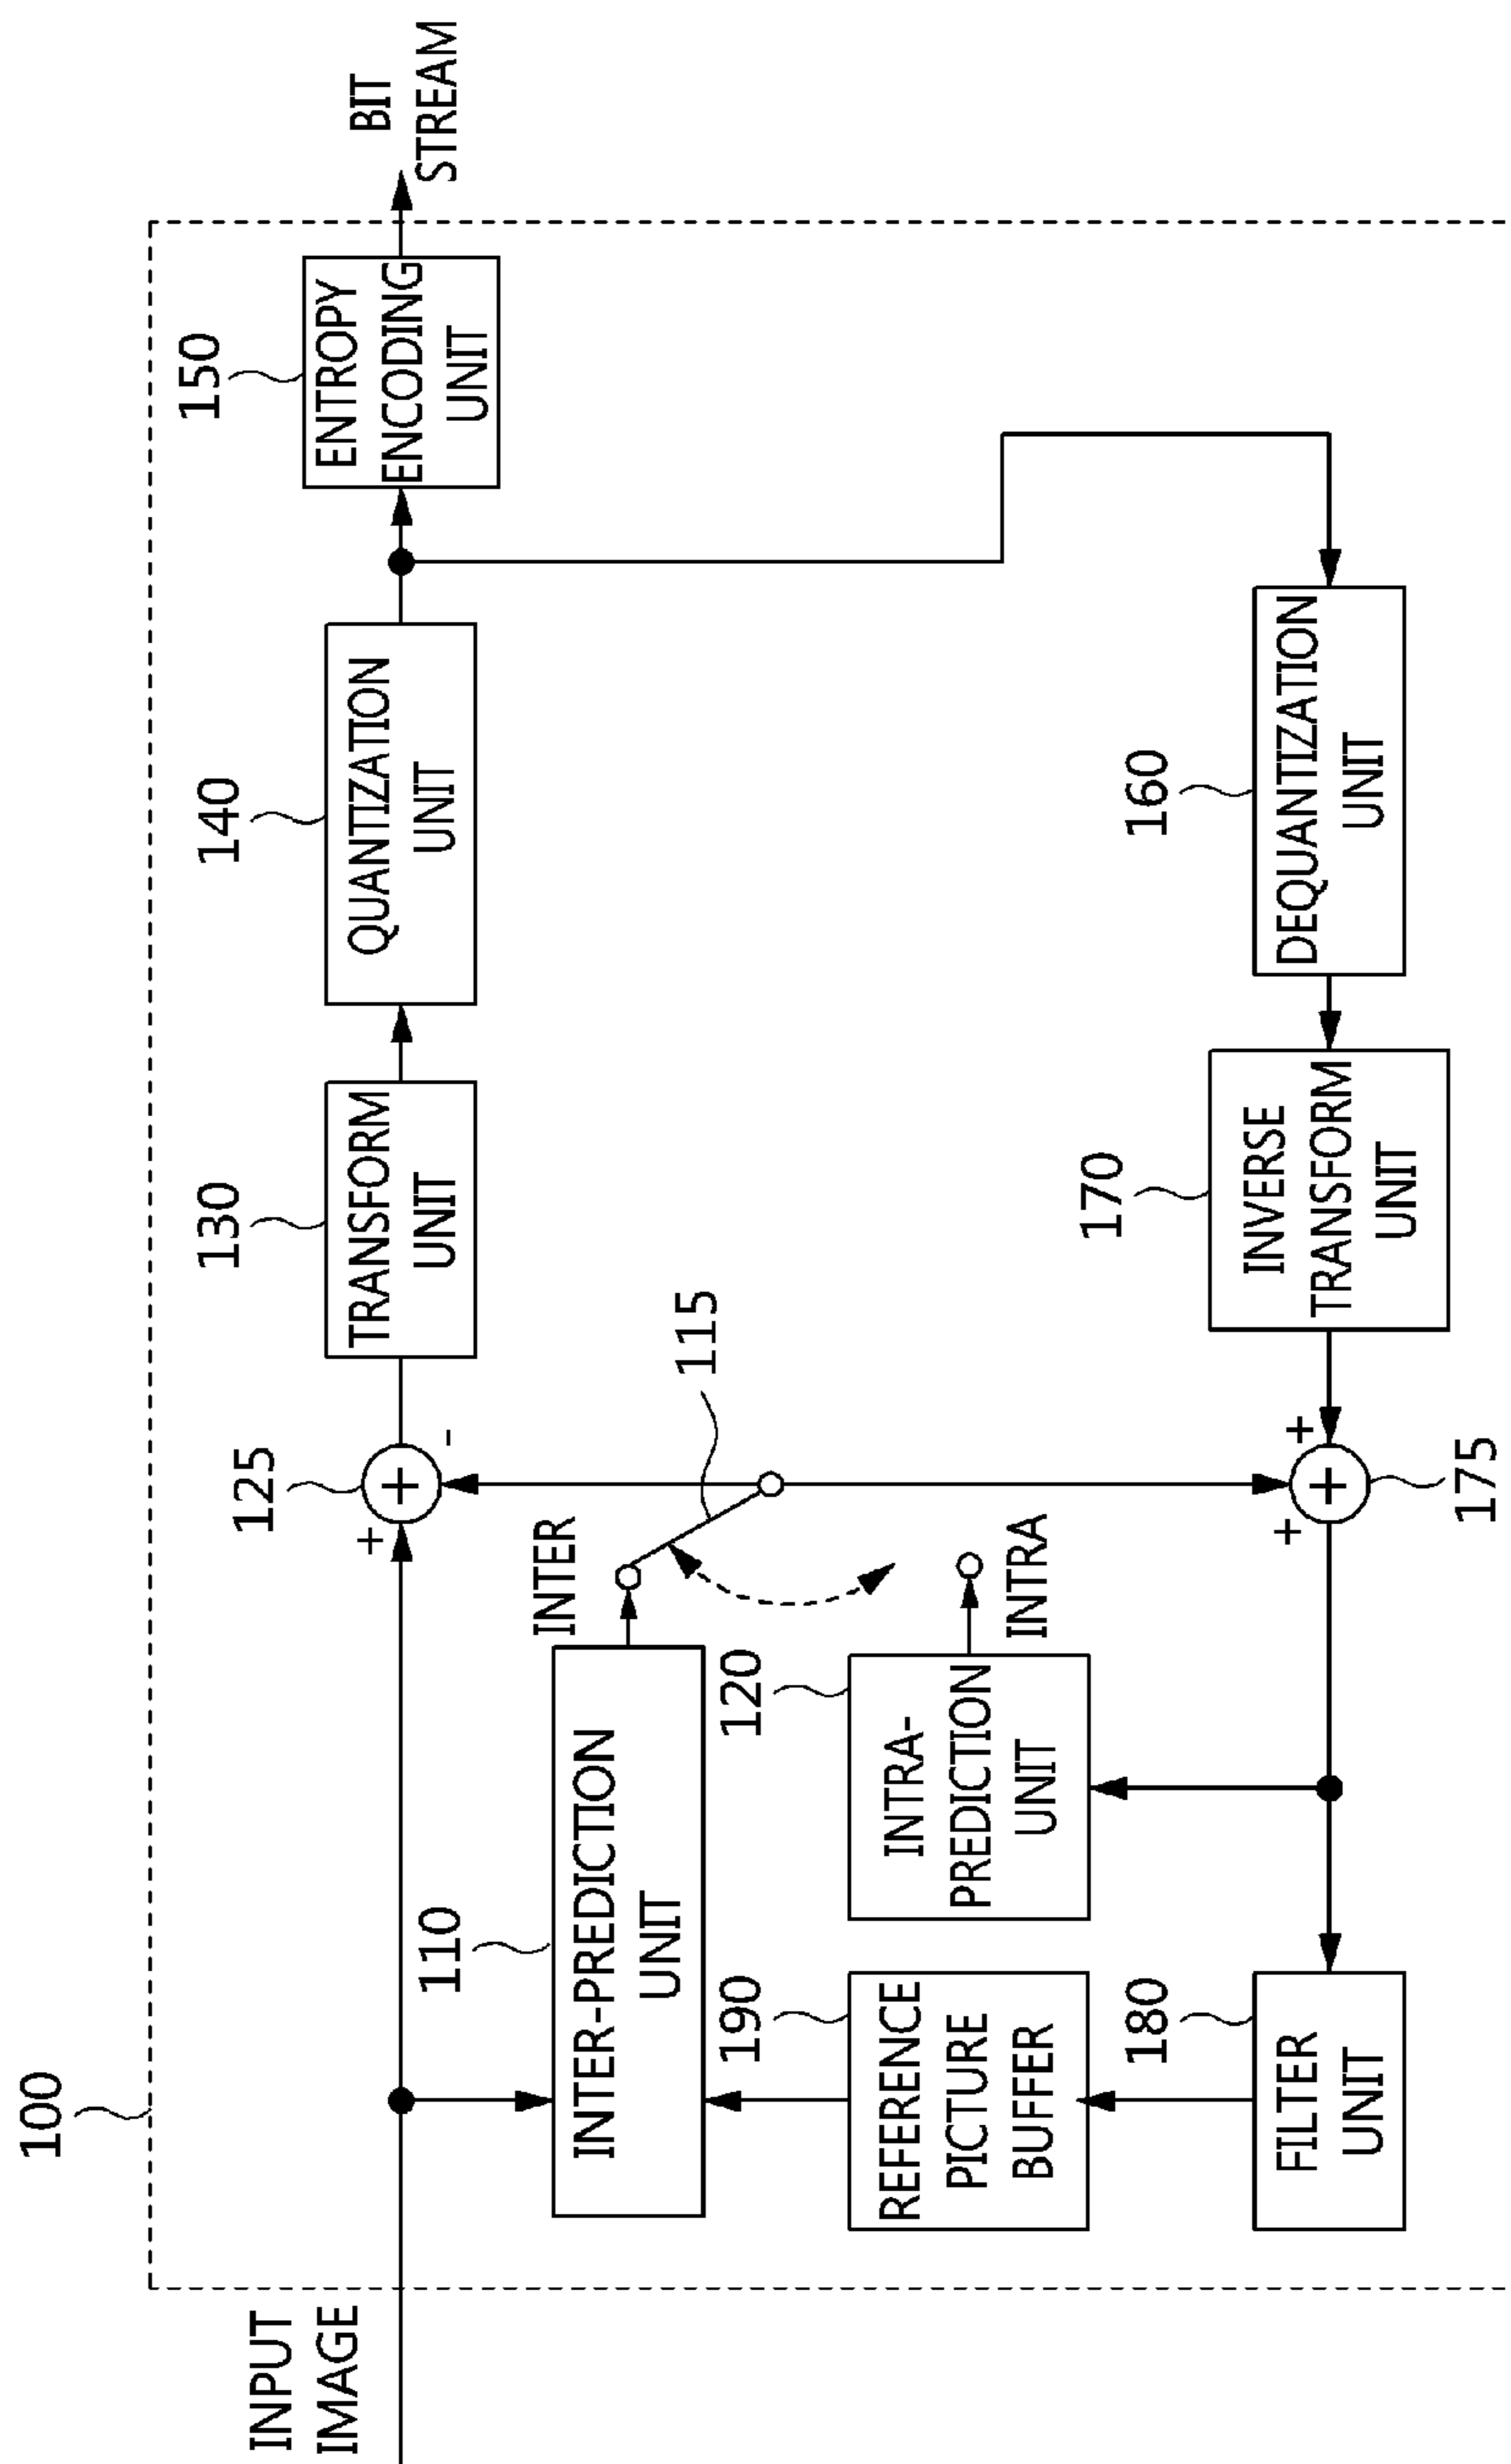 100
INPUT
IMAGE
125
+
-
+
130
TRANSFORM
UNIT
140
QUANTIZATION
UNIT
150
ENTROPY
ENCODING
UNIT
BIT
STREAM
110
INTER-PREDICTION
UNIT
INTER
115
190
REFERENCE
PICTURE
BUFFER
120
INTRA-
PREDICTION
UNIT
INTRA
180
FILTER
UNIT
+
+
+
175
170
INVERSE
TRANSFORM
UNIT
160
DEQUANTIZATION
UNIT